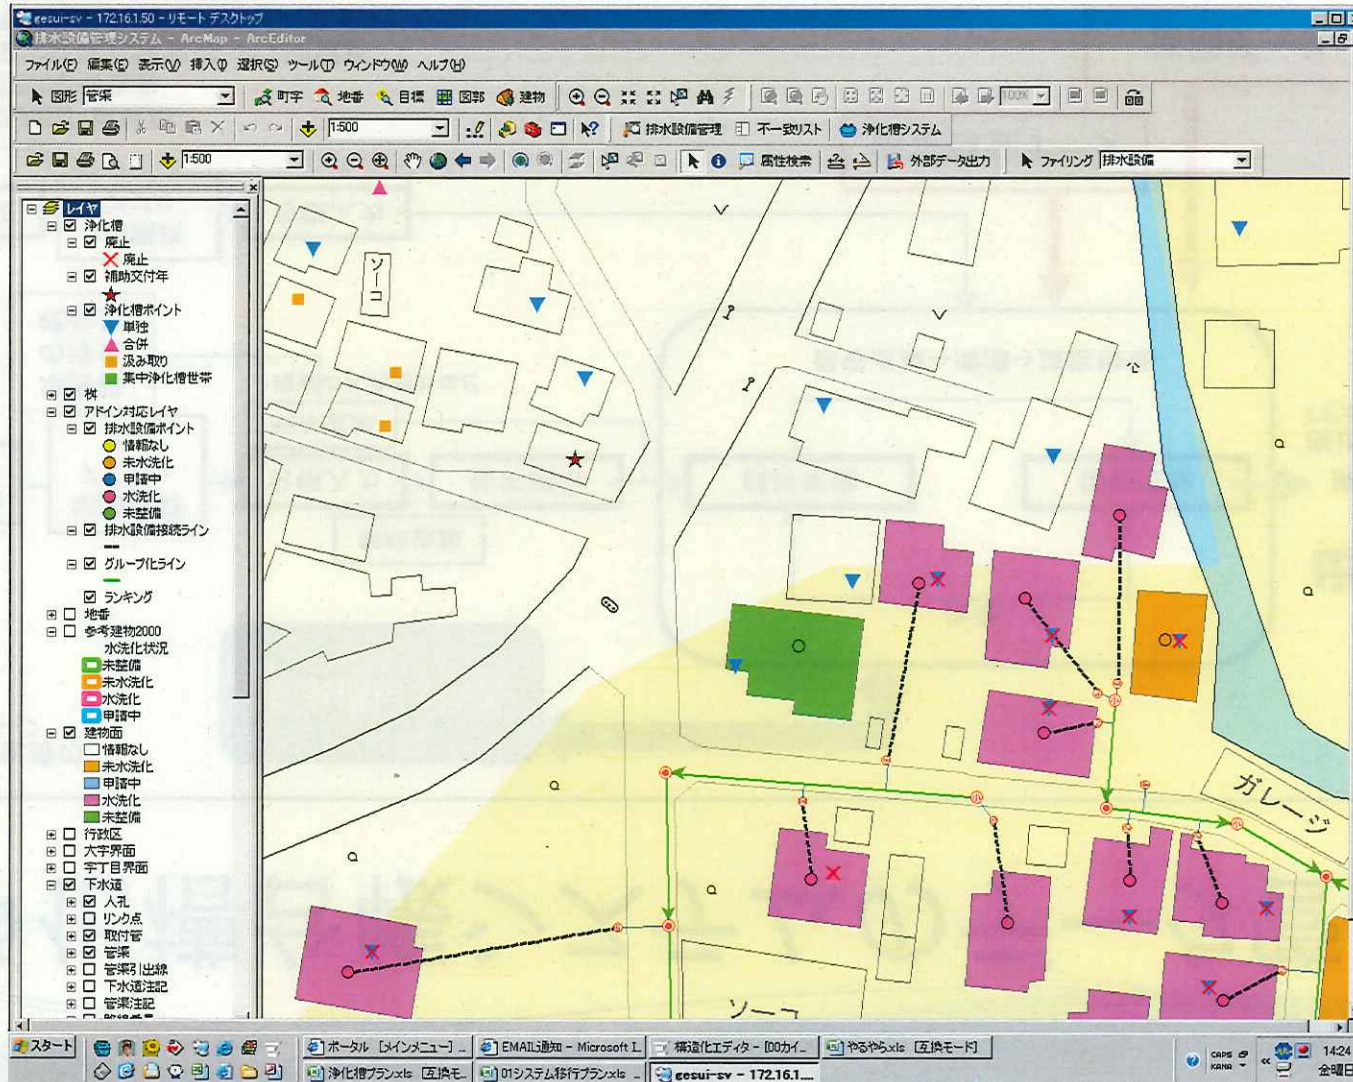 gesui-sv - 172.16.1.50 - リモート デスクトップ
排水設備管理システム - ArcMap - ArcEditor
ファイル(F) 編集(E) 表示(V) 挿入(I) 選択(S) ツール(T) ウィンドウ(W) ヘルプ(H)
図形 管渠 町字 地番 目標 図郭 建物 100%
1:500 排水設備管理 不一致リスト 浄化槽システム
1:500 属性検索 外部データ出力 ファイリング 排水設備
レイヤ
浄化槽
廃止
廃止
補助交付年
浄化槽ポイント
単独
合併
汲み取り
集中浄化槽世帯
桝
アドイン対応レイヤ
排水設備ポイント
情報なし
未水洗化
申請中
水洗化
未整備
排水設備接続ライン
グループ化ライン
ランキング
地番
参考建物2000
水洗化状況
未整備
未水洗化
水洗化
申請中
建物面
情報なし
未水洗化
申請中
水洗化
未整備
行政区
大字界面
字丁目界面
下水道
人孔
リンク点
取付管
管渠
管渠引出線
下水道注記
管渠注記
ソーコ
ガレージ
ソーコ
スタート
ポータル [メインメニュー] ...
EMAIL通知 - Microsoft I...
構造化エディタ - [00カイ...
やるやら.xls [互換モード]
浄化槽プラン.xls [互換モ...
01システム移行プラン.xls ...
gesui-sv - 172.16.1....
CAPS
KANA
14:24
金曜日